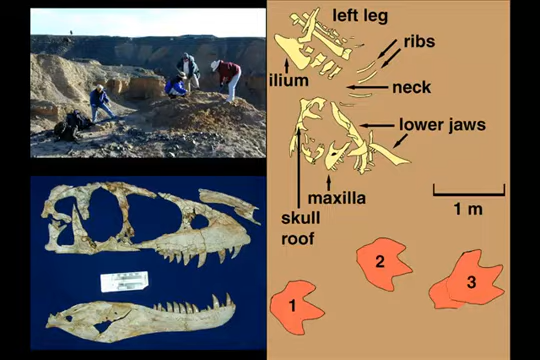 left leg
ribs
ilium
neck
lower jaws
maxilla
skull
roof
1 m
1
2
3